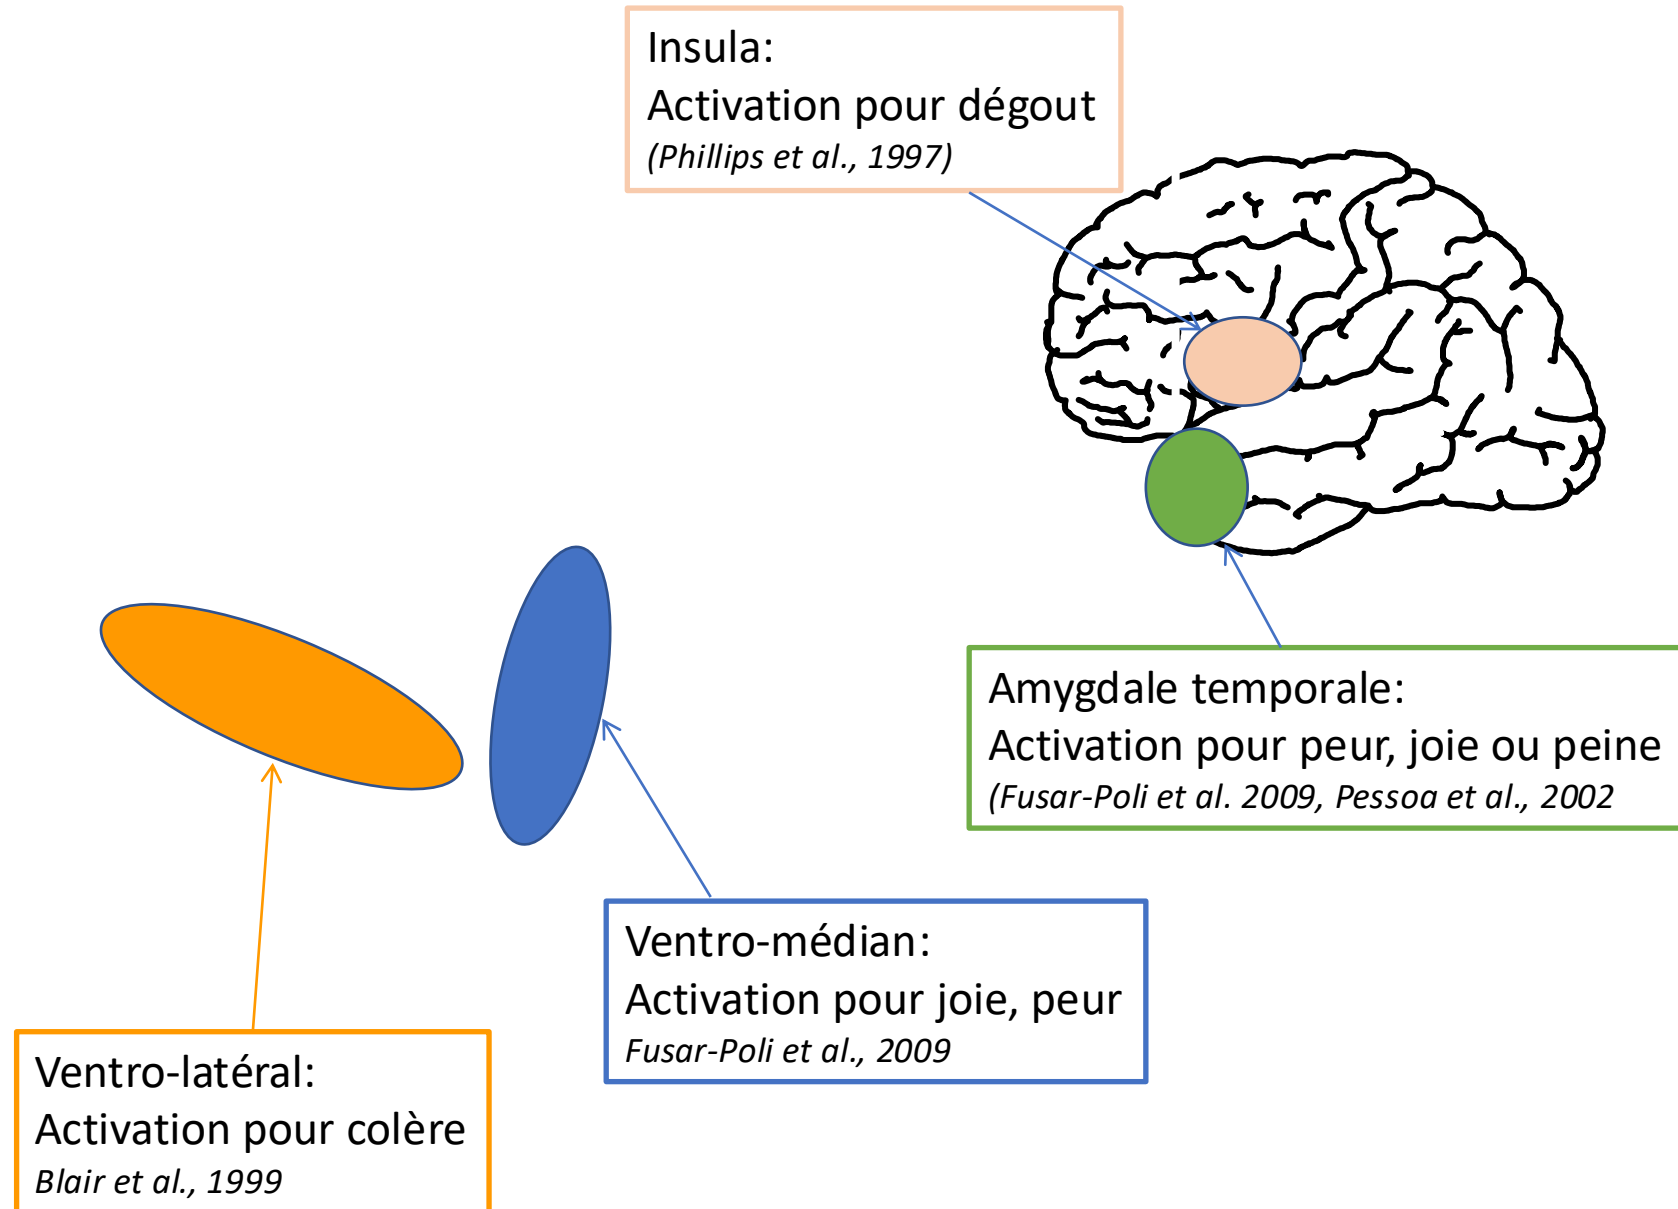 Insula:
Activation pour dégout
(Phillips et al., 1997)
Amygdale temporale:
Activation pour peur, joie ou peine
(Fusar-Poli et al. 2009, Pessoa et al., 2002
Ventro-médian:
Activation pour joie, peur
Fusar-Poli et al., 2009
Ventro-latéral:
Activation pour colère
Blair et al., 1999